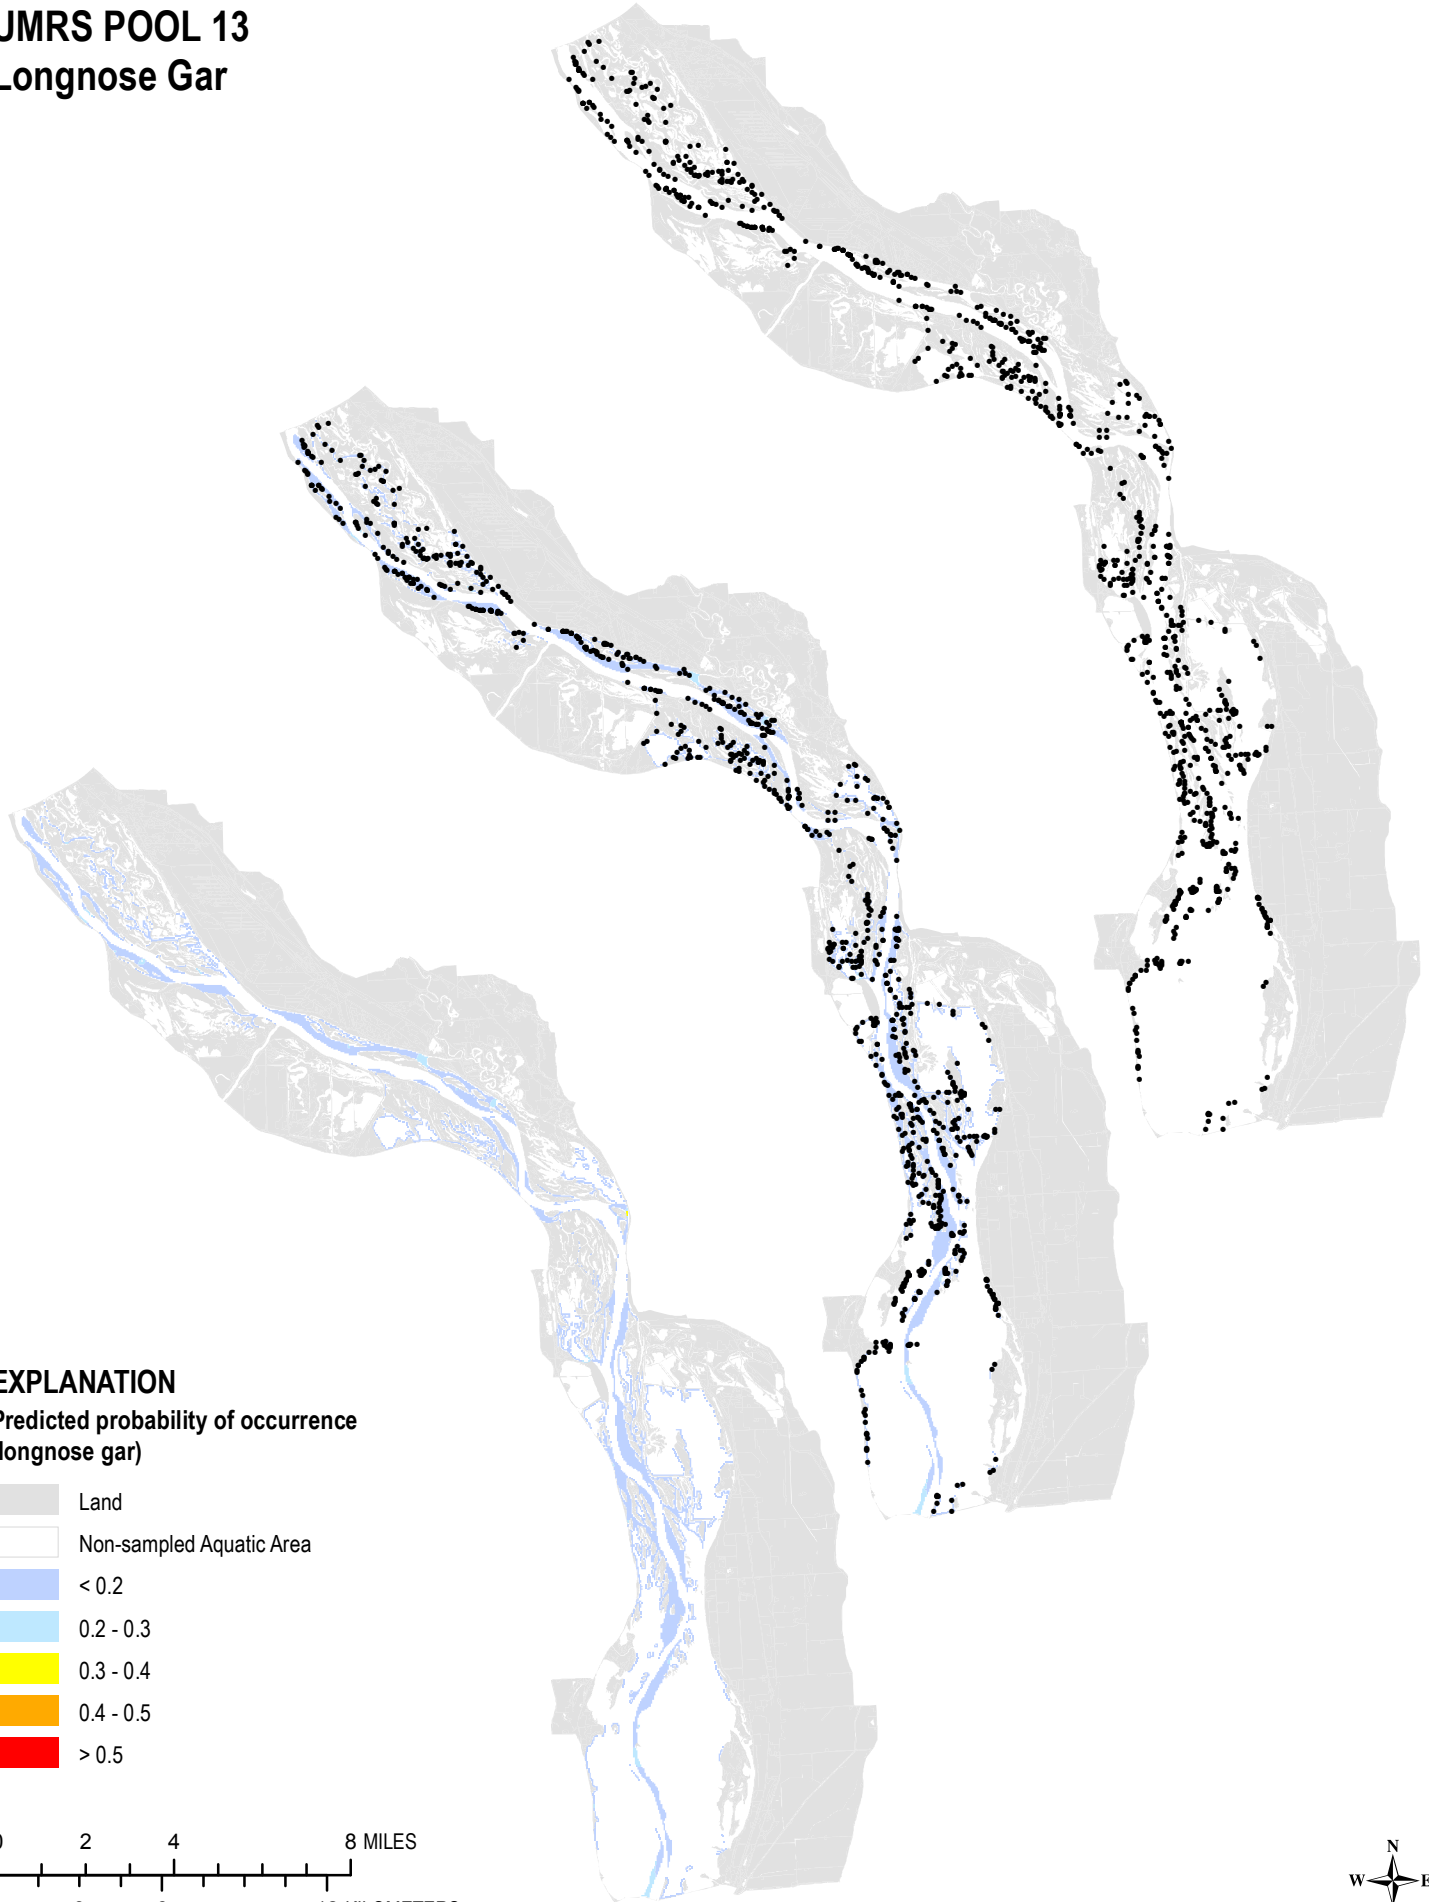 UMRS POOL 13
Longnose Gar
EXPLANATION
Predicted probability of occurrence
longnose gar)
Land
Non-sampled Aquatic Area
< 0.2
0.2 - 0.3
0.3 - 0.4
0.4 - 0.5
> 0.5
0 2 4 8 MILES
N
W E